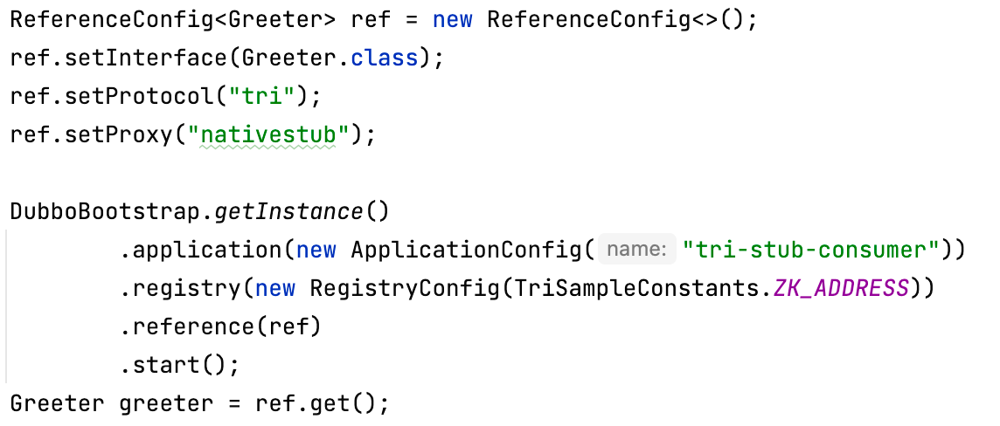 ReferenceConfig<Greeter> ref = new ReferenceConfig<>();
ref.setInterface(Greeter.class);
ref.setProtocol("tri");
ref.setProxy("nativestub");
DubboBootstrap.getInstance()
.application(new ApplicationConfig( name: "tri-stub-consumer"))
.registry(new RegistryConfig(TriSampleConstants.ZK_ADDRESS))
.reference(ref)
.start();
Greeter greeter = ref.get();